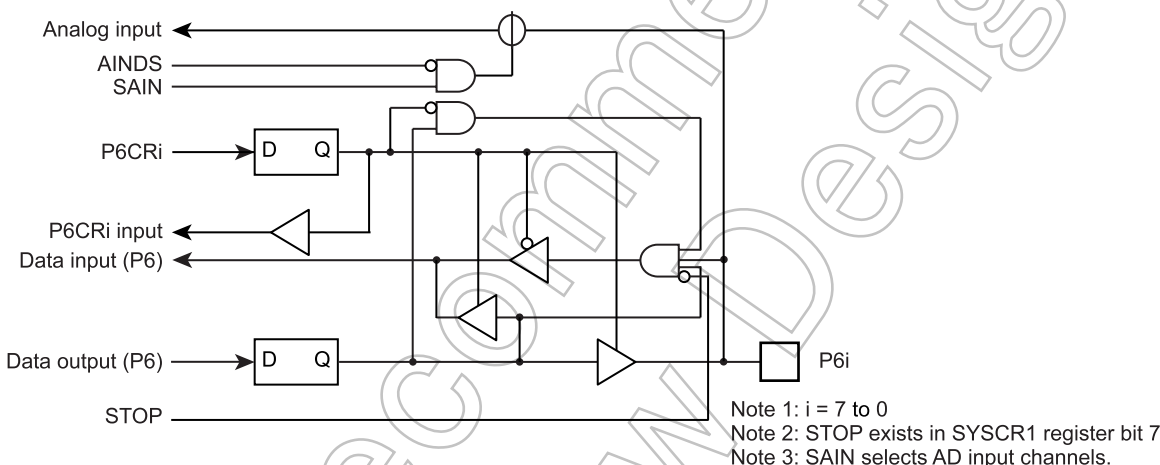 Analog input
AINDS
SAIN
P6CRi
D Q
P6CRi input
Data input (P6)
Data output (P6)
D Q
P6i
STOP
Note 1: i = 7 to 0
Note 2: STOP exists in SYSCR1 register bit 7
Note 3: SAIN selects AD input channels.